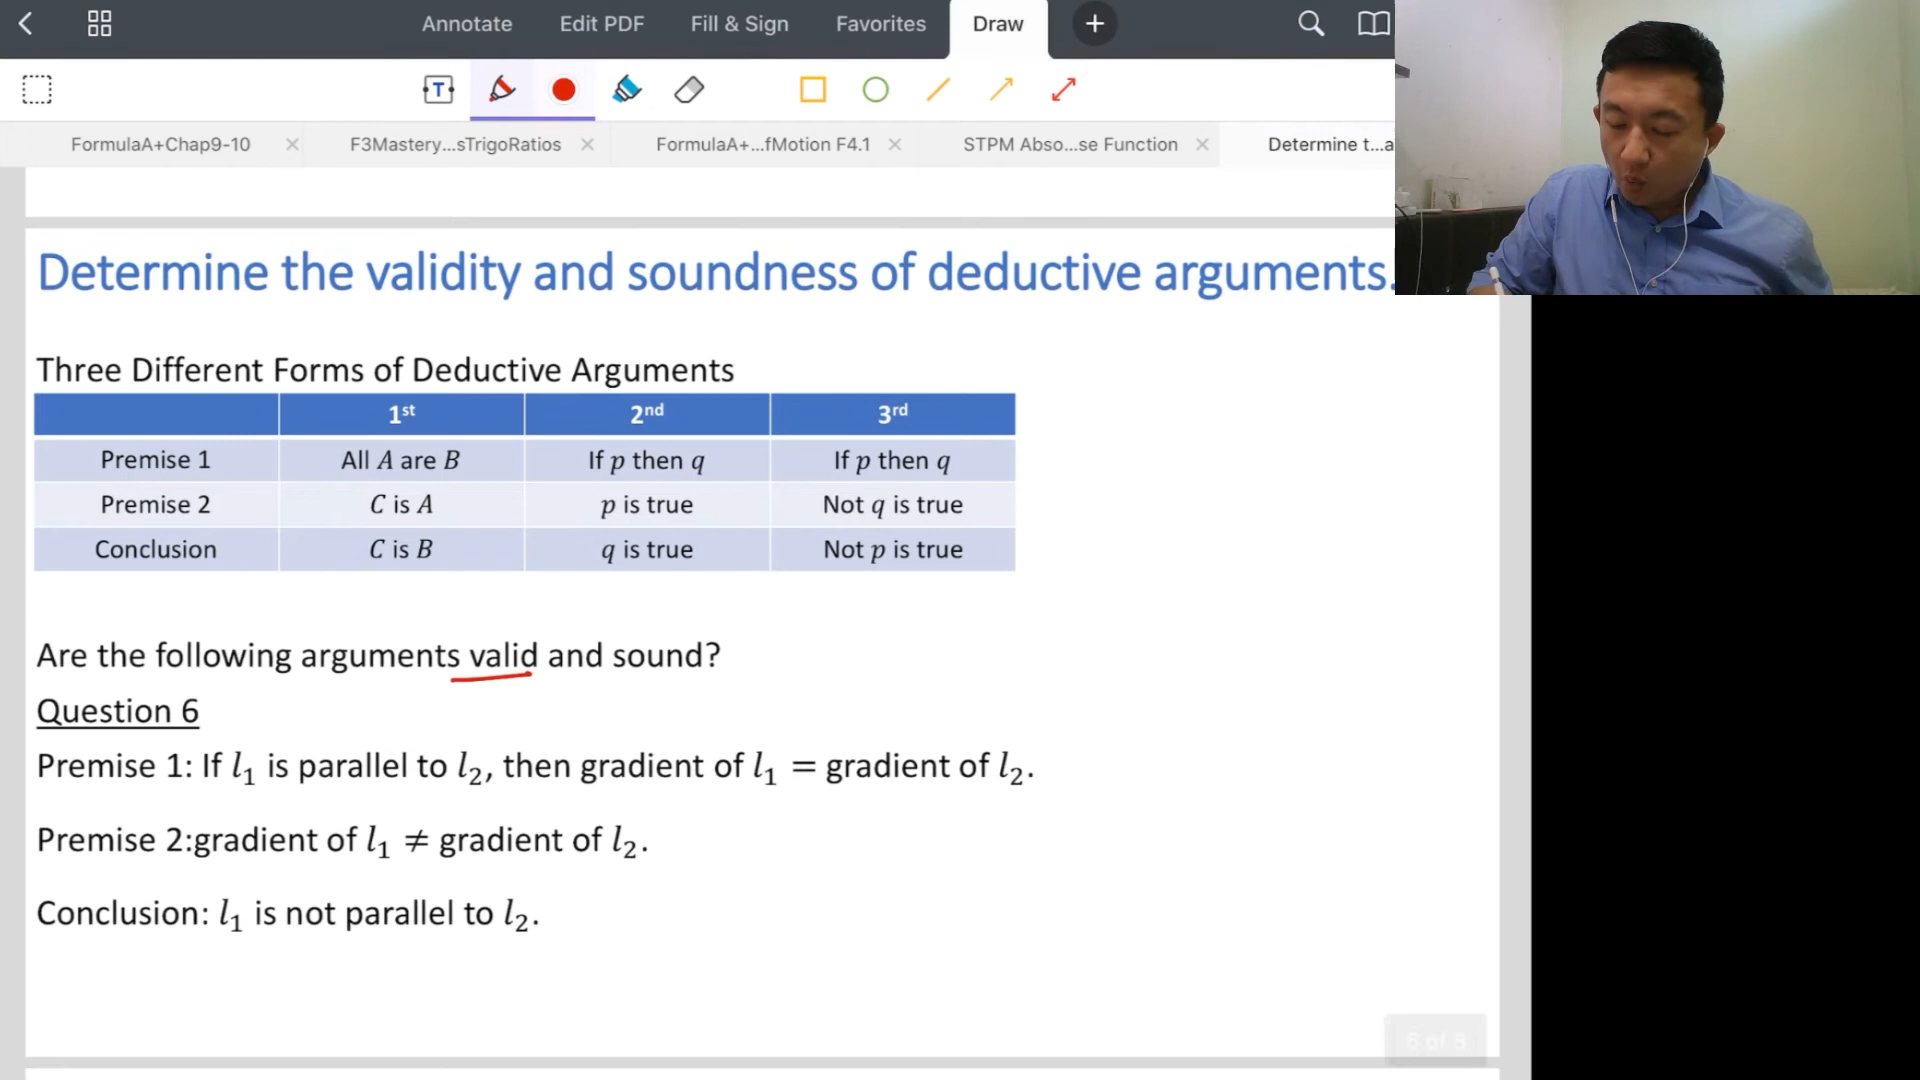 Annotate Edit PDF Fill & Sign Favorites Draw +
T
FormulaA+Chap9-10 × F3Mastery...sTrigoRatios × FormulaA+...fMotion F4.1 × STPM Abso...se Function × Determine t...a
Determine the validity and soundness of deductive arguments.
Three Different Forms of Deductive Arguments
1st 2nd 3rd
Premise 1 All A are B If p then q If p then q
Premise 2 C is A p is true Not q is true
Conclusion C is B q is true Not p is true
Are the following arguments valid and sound?
Question 6
Premise 1: If l₁ is parallel to l₂, then gradient of l₁ = gradient of l₂.
Premise 2:gradient of l₁ ≠ gradient of l₂.
Conclusion: l₁ is not parallel to l₂.
6 of 8